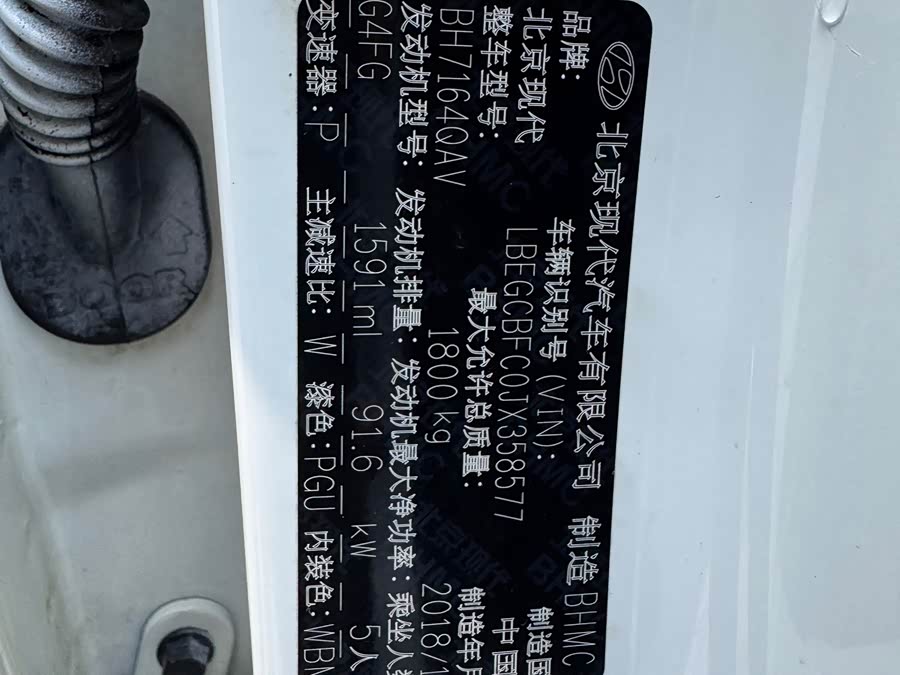 北京现代汽车有限公司 制造 BHMC
品牌: 车辆识别号 (VIN): 制造国
北京现代 LBEGCBFC0JX358577 中国
整车型号: 最大允许总质量: 制造年月
BH7164QAV 1800 kg 2018/1
发动机型号: 发动机排量: 发动机最大净功率: 乘坐人数
G4FG 1591 ml 91.6 kW 5人
变速器: P 主减速比: W 漆色: PGU 内装色: WBN